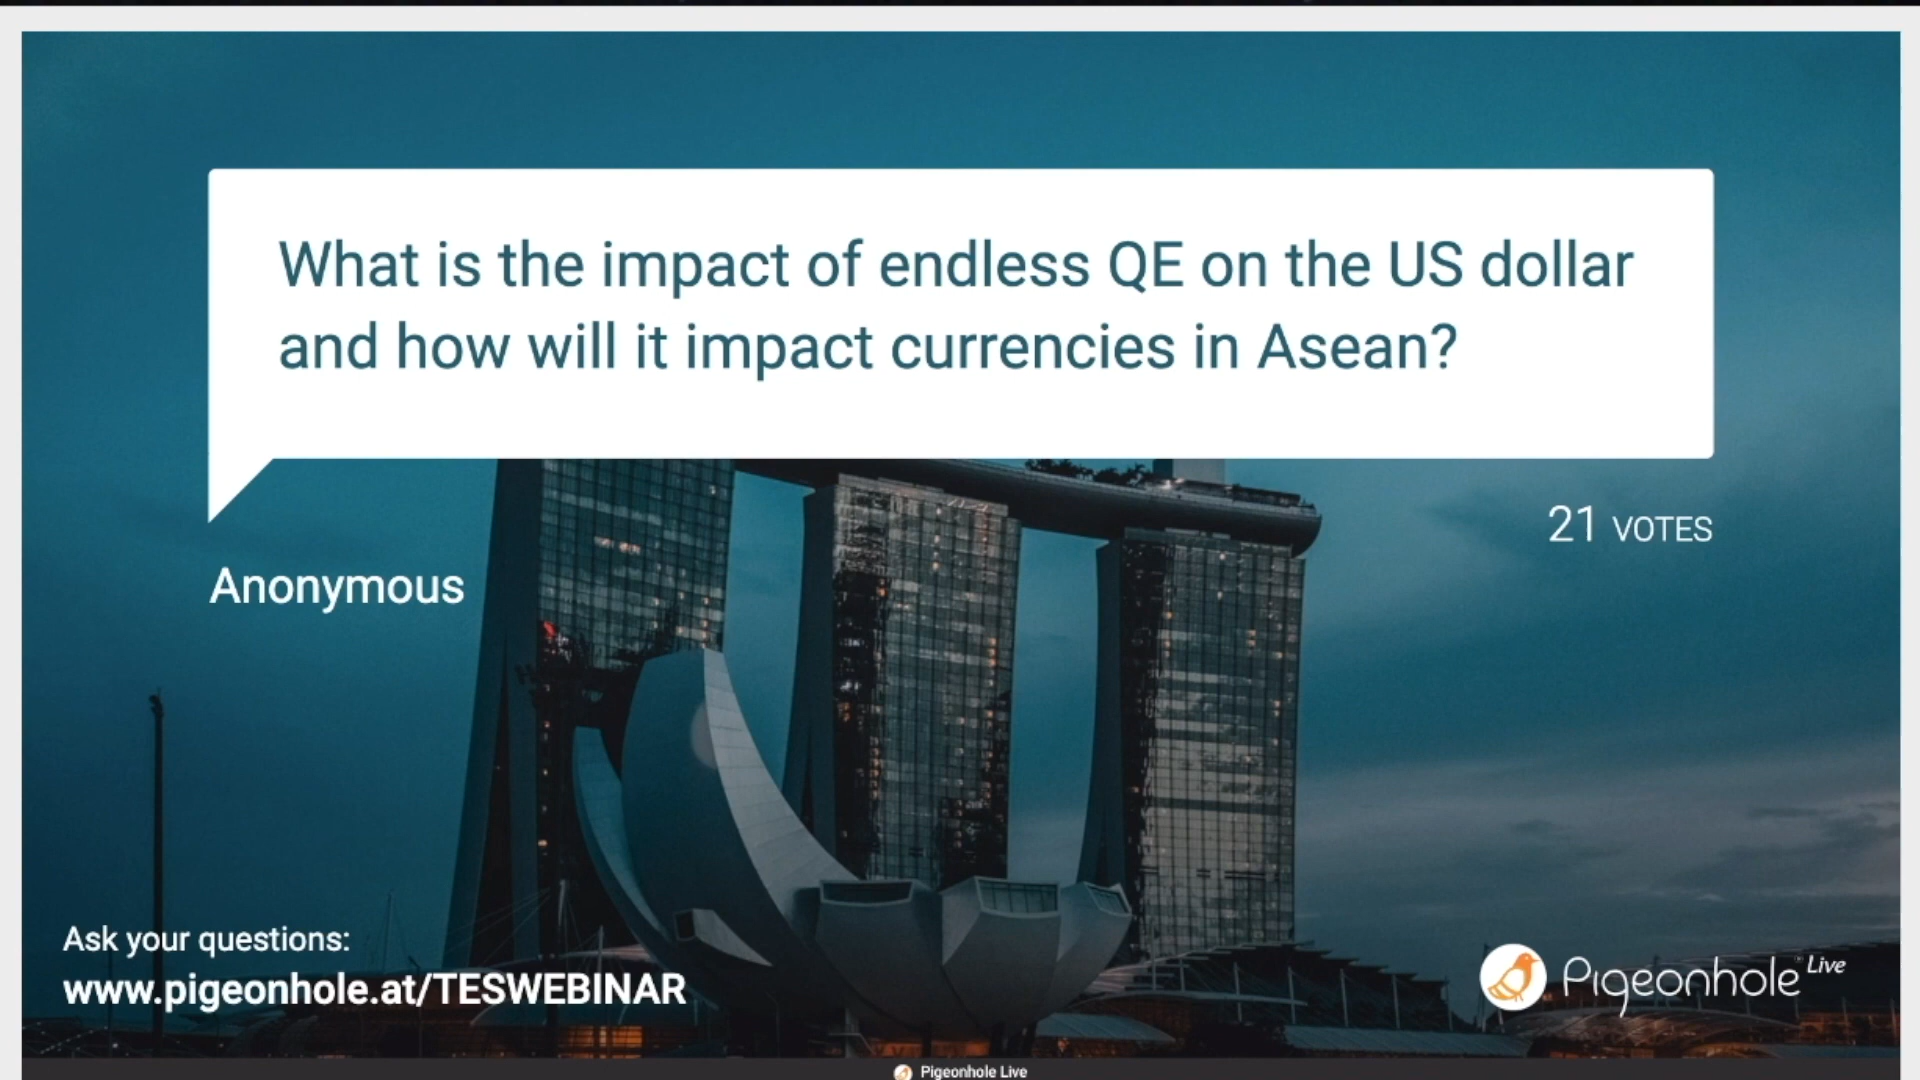 What is the impact of endless QE on the US dollar
and how will it impact currencies in Asean?
21 VOTES
Anonymous
Ask your questions:
www.pigeonhole.at/TESWEBINAR
Pigeonhole Live
Pigeonhole Live